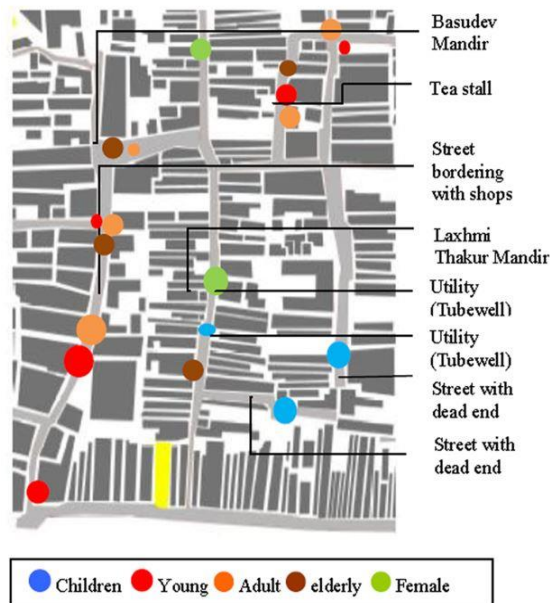 Basudev
Mandir
Tea stall
Street
bordering
with shops
Laxhmi
Thakur Mandir
Utility
(Tubewell)
Utility
(Tubewell)
Street with
dead end
Street with
dead end
Children Young Adult elderly Female